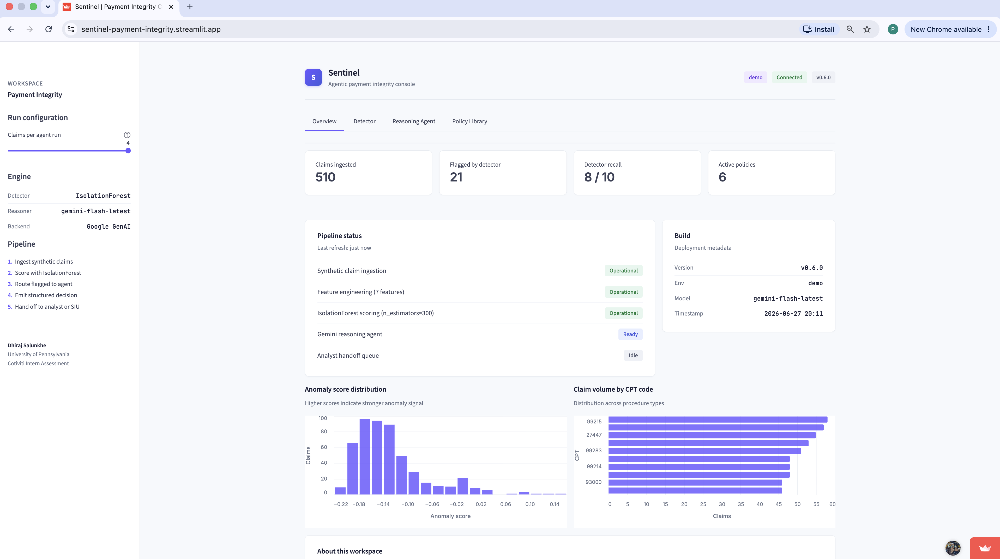 Sentinel | Payment Integrity C
sentinel-payment-integrity.streamlit.app
Install
P
New Chrome available
WORKSPACE
Payment Integrity
Run configuration
Claims per agent run
4
Engine
Detector IsolationForest
Reasoner gemini-flash-latest
Backend Google GenAI
Pipeline
1. Ingest synthetic claims
2. Score with IsolationForest
3. Route flagged to agent
4. Emit structured decision
5. Hand off to analyst or SIU
Dhiraj Salunkhe
University of Pennsylvania
Cotiviti Intern Assessment
S
Sentinel
Agentic payment integrity console
demo Connected v0.6.0
Overview Detector Reasoning Agent Policy Library
Claims ingested
510
Flagged by detector
21
Detector recall
8 / 10
Active policies
6
Pipeline status
Last refresh: just now
Synthetic claim ingestion Operational
Feature engineering (7 features) Operational
IsolationForest scoring (n_estimators=300) Operational
Gemini reasoning agent Ready
Analyst handoff queue Idle
Build
Deployment metadata
Version v0.6.0
Env demo
Model gemini-flash-latest
Timestamp 2026-06-27 20:11
Anomaly score distribution
Higher scores indicate stronger anomaly signal
Claims
100
80
60
40
20
0
−0.22 −0.18 −0.14 −0.10 −0.06 −0.02 0.02 0.06 0.10 0.14
Anomaly score
Claim volume by CPT code
Distribution across procedure types
CPT
99215
27447
99283
99214
93000
0 5 10 15 20 25 30 35 40 45 50 55 60
Claims
About this workspace